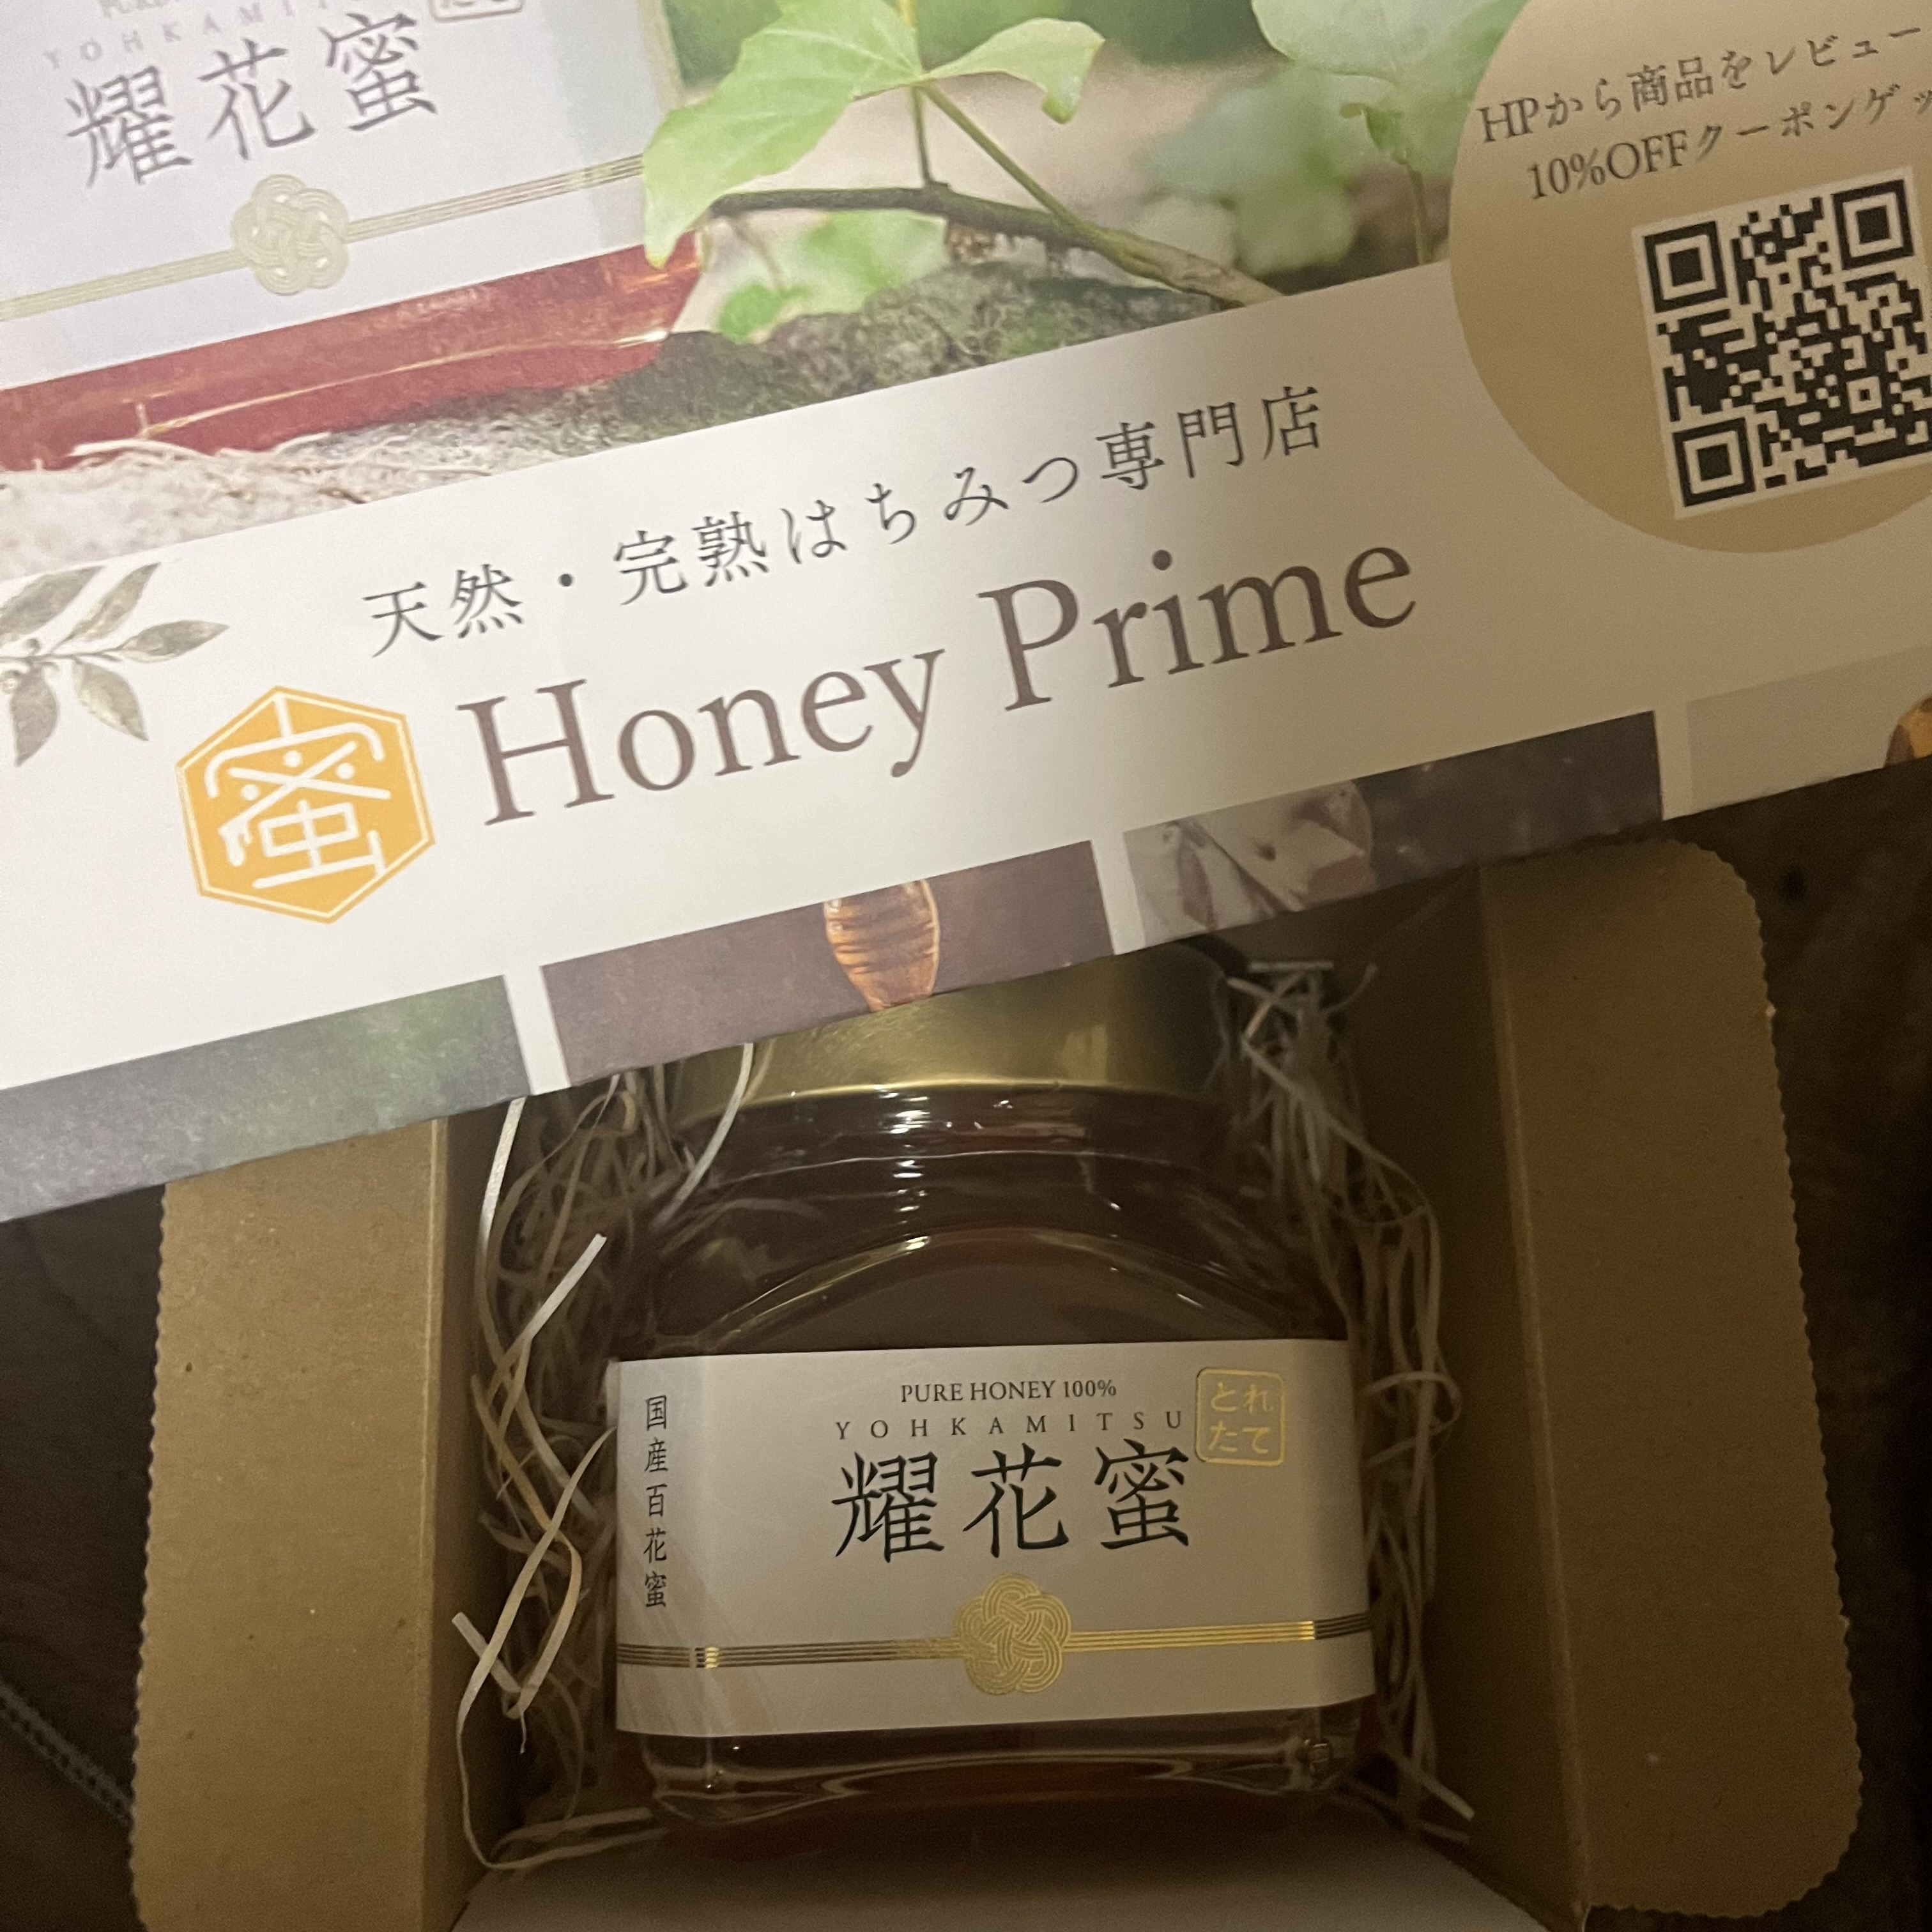 YOHKAMIT
耀花蜜
HPから商品をレビュー
10%OFFクーポンゲッ
天然・完熟はちみつ専門店
蜜 Honey Prime
PURE HONEY 100%
YOHKAMITSU
とれ
たて
耀花蜜
国産百花蜜